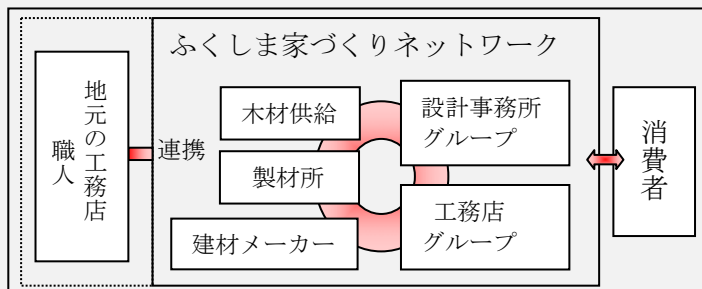 ふくしま家づくりネットワーク
地元の工務店
職人
連携
木材供給
製材所
建材メーカー
設計事務所
グループ
工務店
グループ
消費者